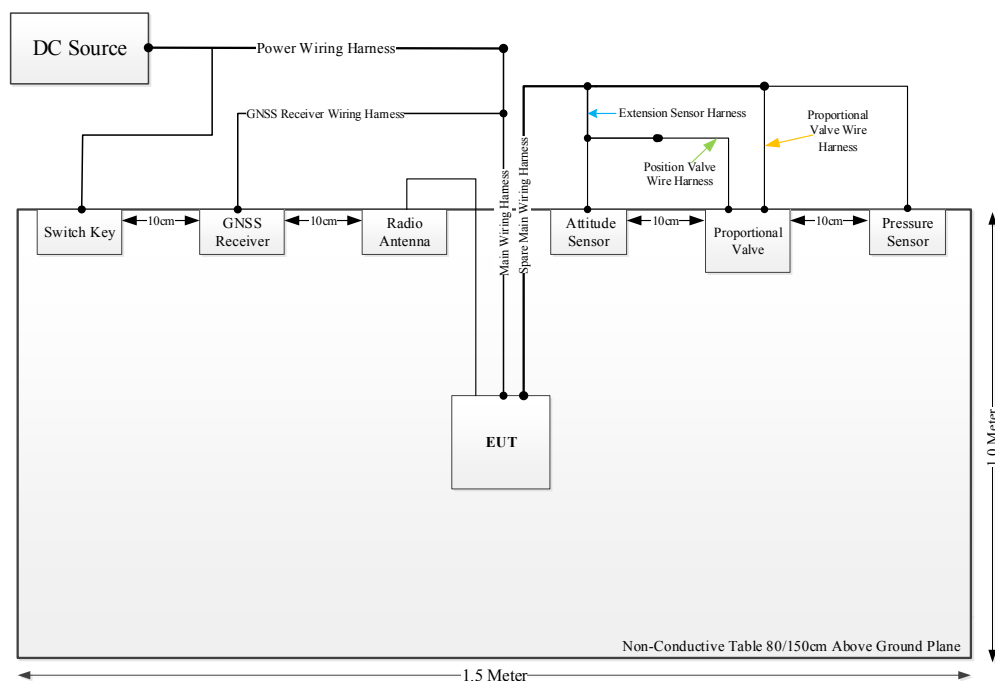 DC Source
Power Wiring Harness
GNSS Receiver Wiring Harness
Extension Sensor Harness
Proportional
Valve Wire
Harness
Position Valve
Wire Harness
Main Wiring Harness
Spare Main Wiring Harness
Switch Key
10cm
GNSS
Receiver
10cm
Radio
Antenna
Attitude
Sensor
10cm
Proportional
Valve
10cm
Pressure
Sensor
EUT
1.0 Meter
Non-Conductive Table 80/150cm Above Ground Plane
1.5 Meter